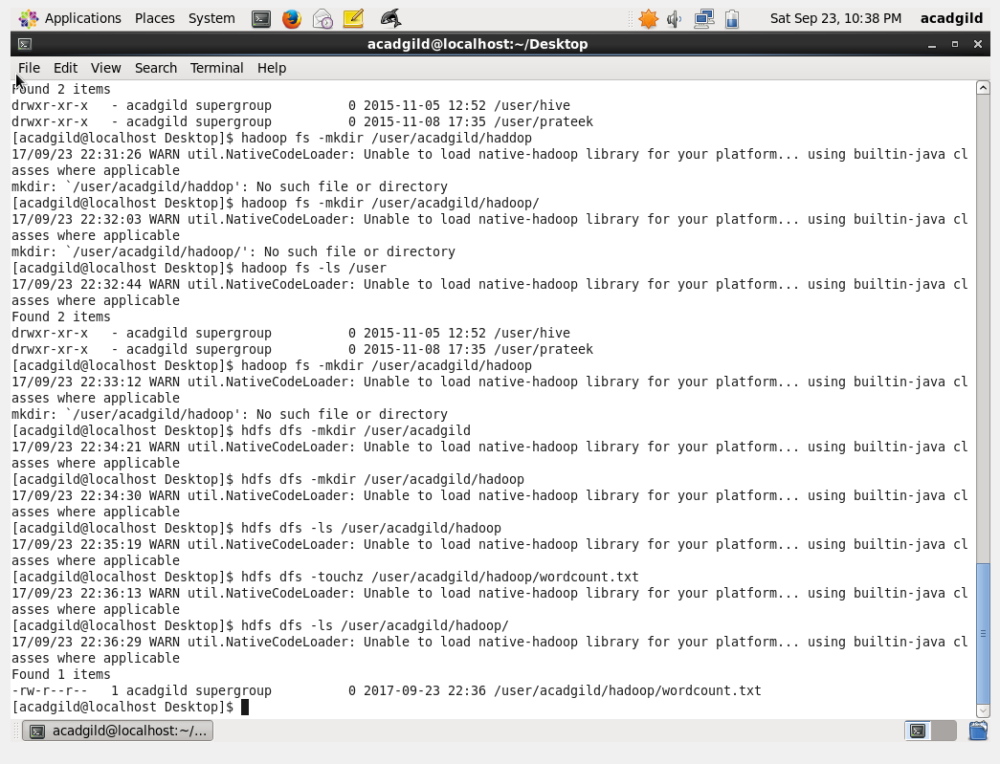 Applications Places System Sat Sep 23, 10:38 PM acadgild
acadgild@localhost:~/Desktop
File Edit View Search Terminal Help
Found 2 items
drwxr-xr-x   - acadgild supergroup          0 2015-11-05 12:52 /user/hive
drwxr-xr-x   - acadgild supergroup          0 2015-11-08 17:35 /user/prateek
[acadgild@localhost Desktop]$ hadoop fs -mkdir /user/acadgild/haddop
17/09/23 22:31:26 WARN util.NativeCodeLoader: Unable to load native-hadoop library for your platform... using builtin-java cl
asses where applicable
mkdir: `/user/acadgild/haddop': No such file or directory
[acadgild@localhost Desktop]$ hadoop fs -mkdir /user/acadgild/hadoop/
17/09/23 22:32:03 WARN util.NativeCodeLoader: Unable to load native-hadoop library for your platform... using builtin-java cl
asses where applicable
mkdir: `/user/acadgild/hadoop/': No such file or directory
[acadgild@localhost Desktop]$ hadoop fs -ls /user
17/09/23 22:32:44 WARN util.NativeCodeLoader: Unable to load native-hadoop library for your platform... using builtin-java cl
asses where applicable
Found 2 items
drwxr-xr-x   - acadgild supergroup          0 2015-11-05 12:52 /user/hive
drwxr-xr-x   - acadgild supergroup          0 2015-11-08 17:35 /user/prateek
[acadgild@localhost Desktop]$ hadoop fs -mkdir /user/acadgild/hadoop
17/09/23 22:33:12 WARN util.NativeCodeLoader: Unable to load native-hadoop library for your platform... using builtin-java cl
asses where applicable
mkdir: `/user/acadgild/hadoop': No such file or directory
[acadgild@localhost Desktop]$ hdfs dfs -mkdir /user/acadgild
17/09/23 22:34:21 WARN util.NativeCodeLoader: Unable to load native-hadoop library for your platform... using builtin-java cl
asses where applicable
[acadgild@localhost Desktop]$ hdfs dfs -mkdir /user/acadgild/hadoop
17/09/23 22:34:30 WARN util.NativeCodeLoader: Unable to load native-hadoop library for your platform... using builtin-java cl
asses where applicable
[acadgild@localhost Desktop]$ hdfs dfs -ls /user/acadgild/hadoop
17/09/23 22:35:19 WARN util.NativeCodeLoader: Unable to load native-hadoop library for your platform... using builtin-java cl
asses where applicable
[acadgild@localhost Desktop]$ hdfs dfs -touchz /user/acadgild/hadoop/wordcount.txt
17/09/23 22:36:13 WARN util.NativeCodeLoader: Unable to load native-hadoop library for your platform... using builtin-java cl
asses where applicable
[acadgild@localhost Desktop]$ hdfs dfs -ls /user/acadgild/hadoop/
17/09/23 22:36:29 WARN util.NativeCodeLoader: Unable to load native-hadoop library for your platform... using builtin-java cl
asses where applicable
Found 1 items
-rw-r--r--   1 acadgild supergroup          0 2017-09-23 22:36 /user/acadgild/hadoop/wordcount.txt
[acadgild@localhost Desktop]$
acadgild@localhost:~/...